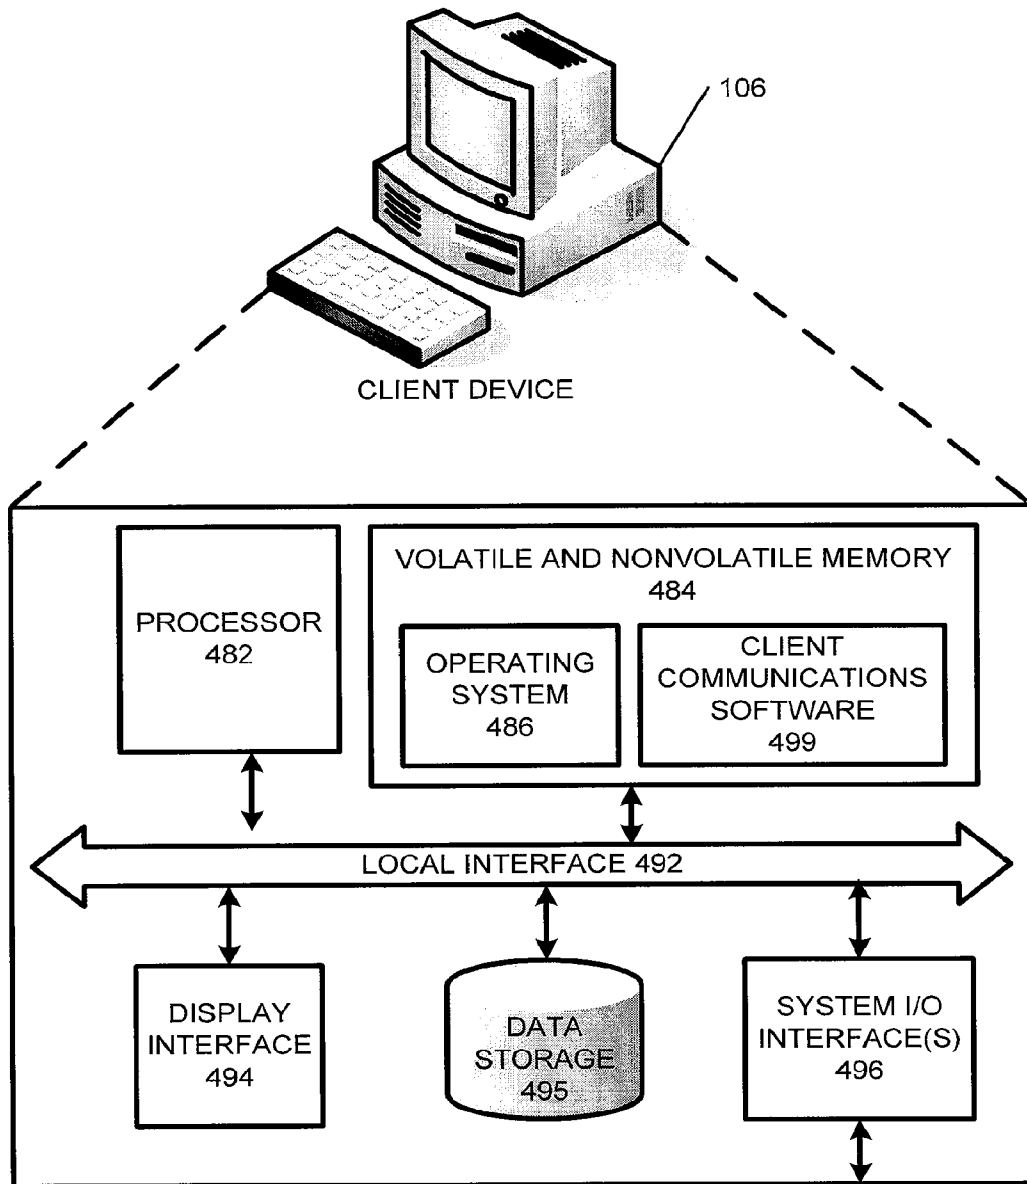 106
CLIENT DEVICE
PROCESSOR
482
VOLATILE AND NONVOLATILE MEMORY
484
OPERATING
SYSTEM
486
CLIENT
COMMUNICATIONS
SOFTWARE
499
LOCAL INTERFACE 492
DISPLAY
INTERFACE
494
DATA
STORAGE
495
SYSTEM I/O
INTERFACE(S)
496